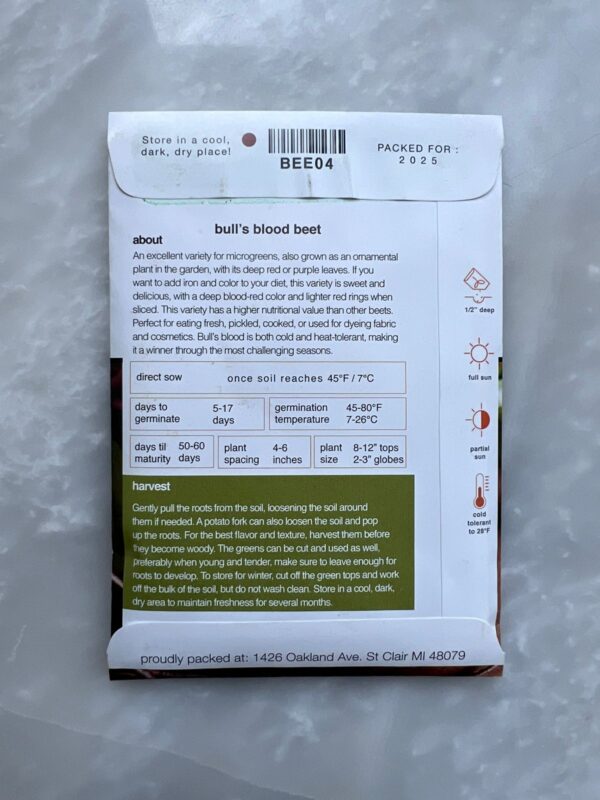 Store in a cool,
dark, dry place!
BEE04
PACKED FOR :
2025
bull's blood beet
about
An excellent variety for microgreens, also grown as an ornamental
plant in the garden, with its deep red or purple leaves. If you
want to add iron and color to your diet, this variety is sweet and
delicious, with a deep blood-red color and lighter red rings when
sliced. This variety has a higher nutritional value than other beets.
Perfect for eating fresh, pickled, cooked, or used for dyeing fabric
and cosmetics. Bull's blood is both cold and heat-tolerant, making
it a winner through the most challenging seasons.
direct sow once soil reaches 45°F / 7°C
days to
germinate
5-17
days
germination
temperature
45-80°F
7-26°C
days til
maturity
50-60
days
plant
spacing
4-6
inches
plant
size
8-12" tops
2-3" globes
harvest
Gently pull the roots from the soil, loosening the soil around
them if needed. A potato fork can also loosen the soil and pop
up the roots. For the best flavor and texture, harvest them before
they become woody. The greens can be cut and used as well,
preferably when young and tender, make sure to leave enough for
roots to develop. To store for winter, cut off the green tops and work
off the bulk of the soil, but do not wash clean. Store in a cool, dark,
dry area to maintain freshness for several months.
1/2" deep
full sun
partial
sun
cold
tolerant
to 28°F
proudly packed at: 1426 Oakland Ave. St Clair MI 48079